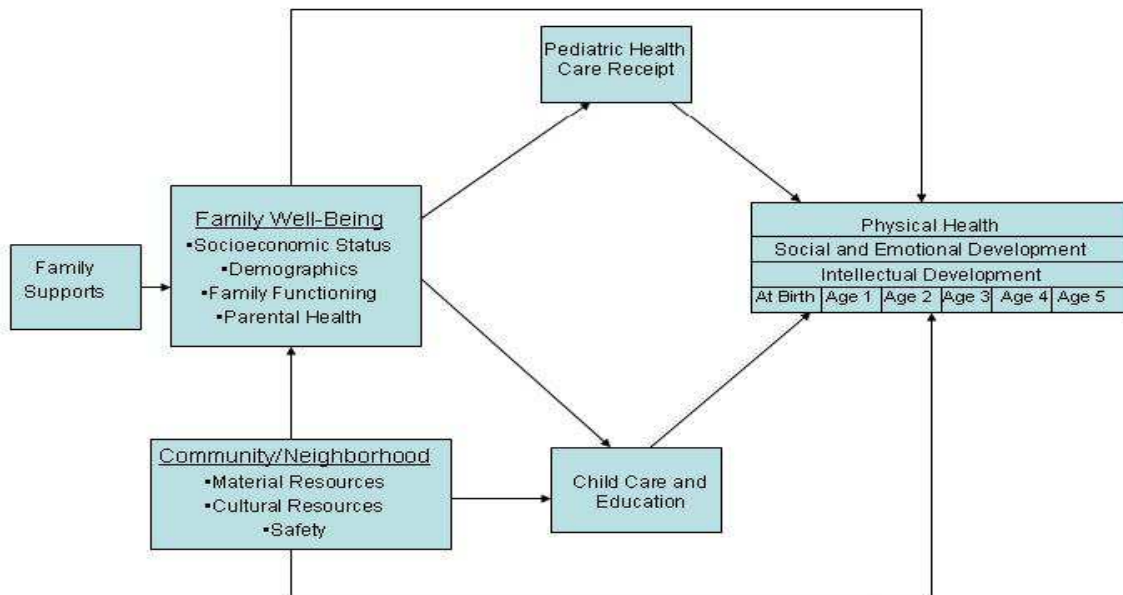 Pediatric Health
Care Receipt
Family Well-Being
▪Socioeconomic Status
▪Demographics
▪Family Functioning
▪Parental Health
Family
Supports
Physical Health
Social and Emotional Development
Intellectual Development
At Birth Age 1 Age 2 Age 3 Age 4 Age 5
Community/Neighborhood
▪Material Resources
▪Cultural Resources
▪Safety
Child Care and
Education